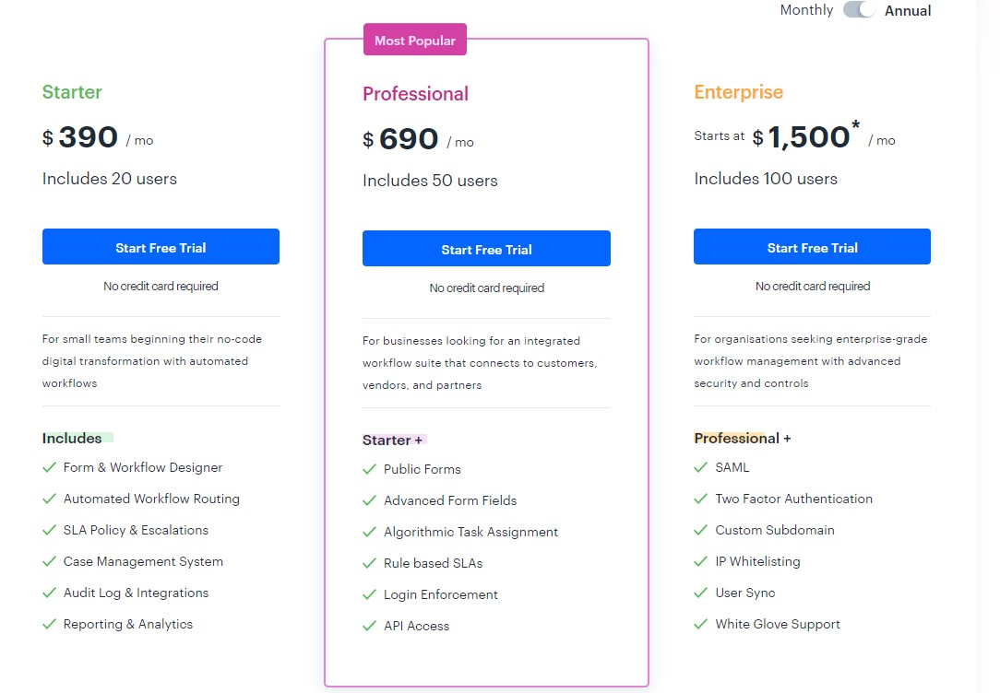 Monthly Annual
Most Popular
Starter
$ 390 / mo
Includes 20 users
Start Free Trial
No credit card required
For small teams beginning their no-code
digital transformation with automated
workflows
Includes
Form & Workflow Designer
Automated Workflow Routing
SLA Policy & Escalations
Case Management System
Audit Log & Integrations
Reporting & Analytics
Professional
$ 690 / mo
Includes 50 users
Start Free Trial
No credit card required
For businesses looking for an integrated
workflow suite that connects to customers,
vendors, and partners
Starter +
Public Forms
Advanced Form Fields
Algorithmic Task Assignment
Rule based SLAs
Login Enforcement
API Access
Enterprise
Starts at $ 1,500* / mo
Includes 100 users
Start Free Trial
No credit card required
For organisations seeking enterprise-grade
workflow management with advanced
security and controls
Professional +
SAML
Two Factor Authentication
Custom Subdomain
IP Whitelisting
User Sync
White Glove Support